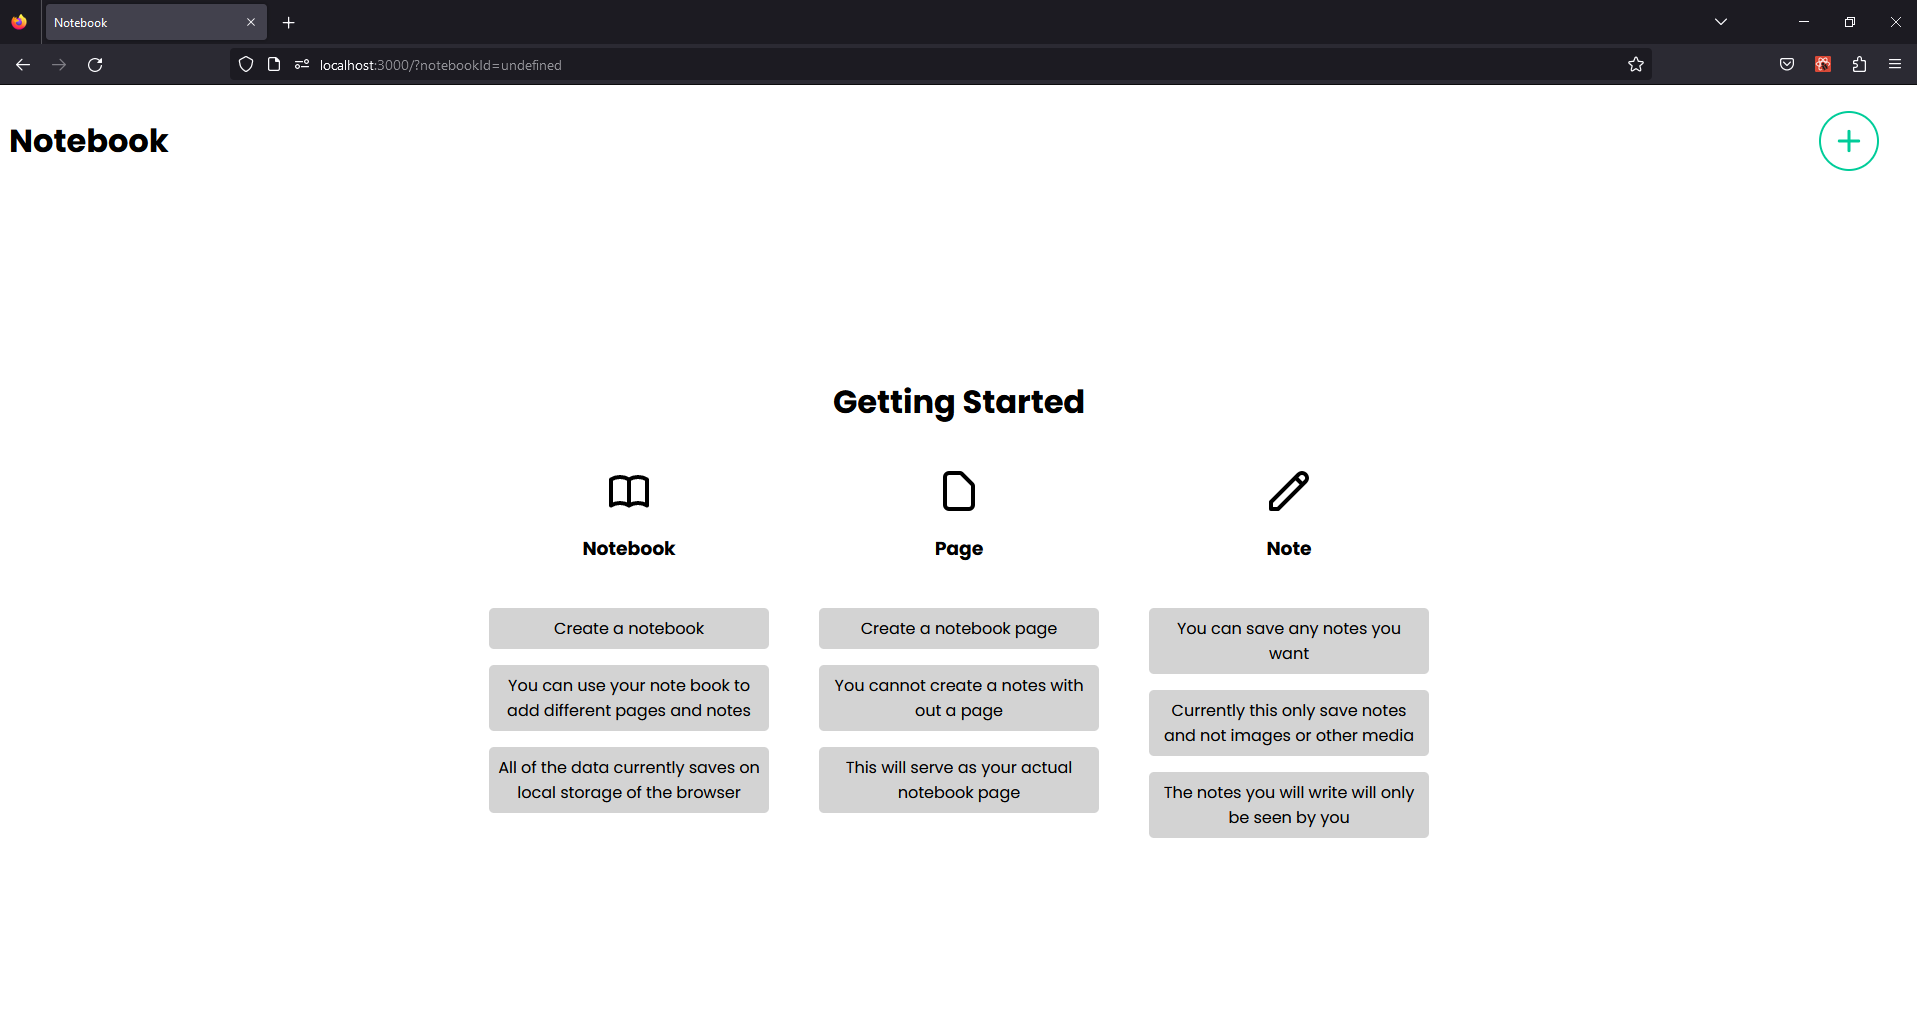 Notebook
localhost:3000/?notebookId=undefined
Notebook
Getting Started
Notebook
Create a notebook
You can use your note book to
add different pages and notes
All of the data currently saves on
local storage of the browser
Page
Create a notebook page
You cannot create a notes with
out a page
This will serve as your actual
notebook page
Note
You can save any notes you
want
Currently this only save notes
and not images or other media
The notes you will write will only
be seen by you